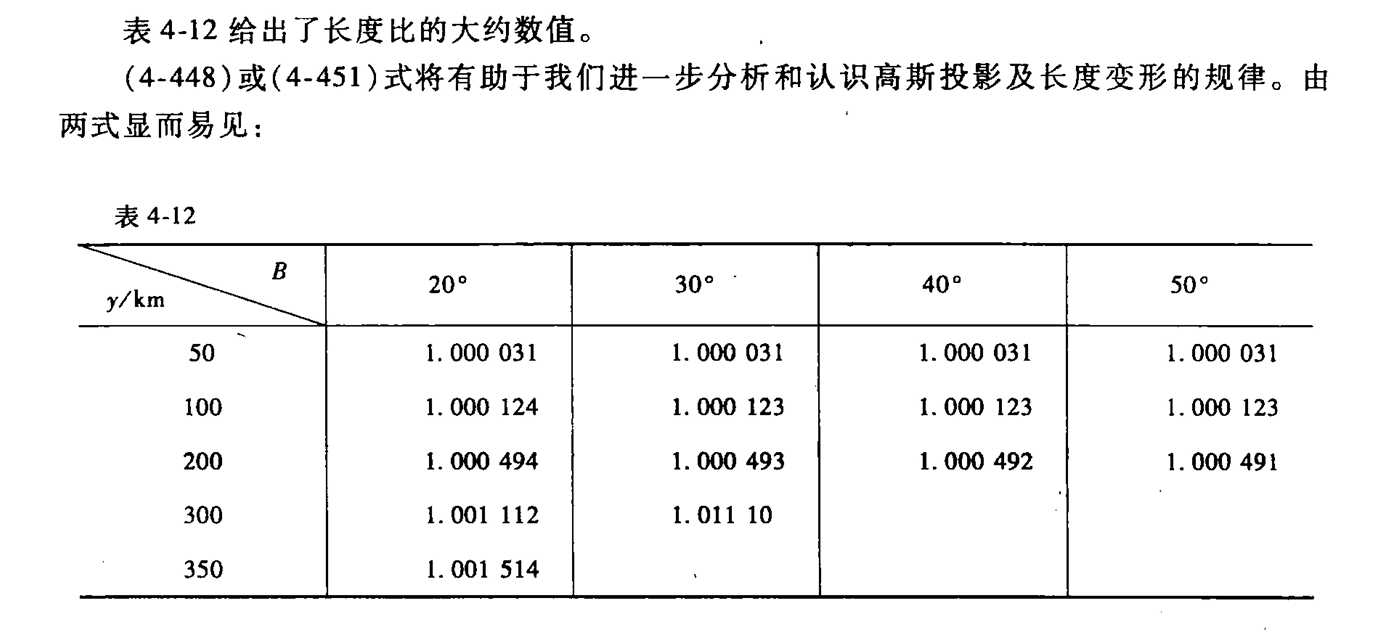 表 4-12 给出了长度比的大约数值。
(4-448)或(4-451)式将有助于我们进一步分析和认识高斯投影及长度变形的规律。由
两式显而易见：
表 4-12
B
y/km 20° 30° 40° 50°
50 1.000 031 1.000 031 1.000 031 1.000 031
100 1.000 124 1.000 123 1.000 123 1.000 123
200 1.000 494 1.000 493 1.000 492 1.000 491
300 1.001 112 1.011 10
350 1.001 514